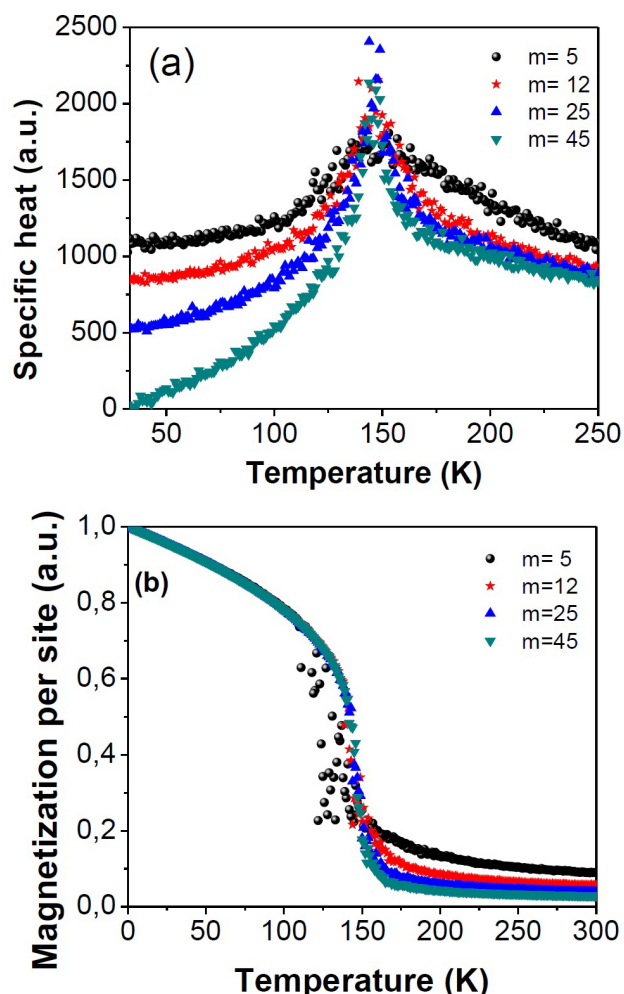 (a)
Specific heat (a.u.)
2500
2000
1500
1000
500
0
m= 5
m= 12
m= 25
m= 45
50 100 150 200 250
Temperature (K)
(b)
Magnetization per site (a.u.)
1,0
0,8
0,6
0,4
0,2
0,0
m= 5
m=12
m=25
m=45
0 50 100 150 200 250 300
Temperature (K)